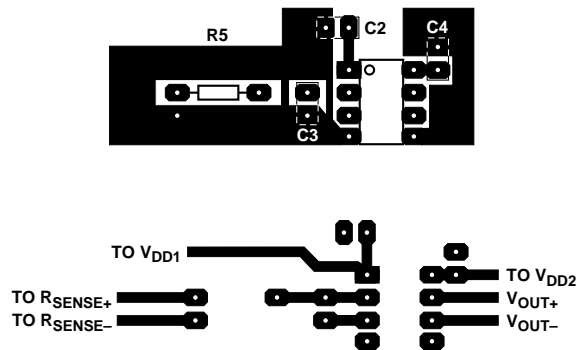 R5
C2
C4
C3
TO VDD1
TO VDD2
TO RSENSE+
VOUT+
TO RSENSE–
VOUT–